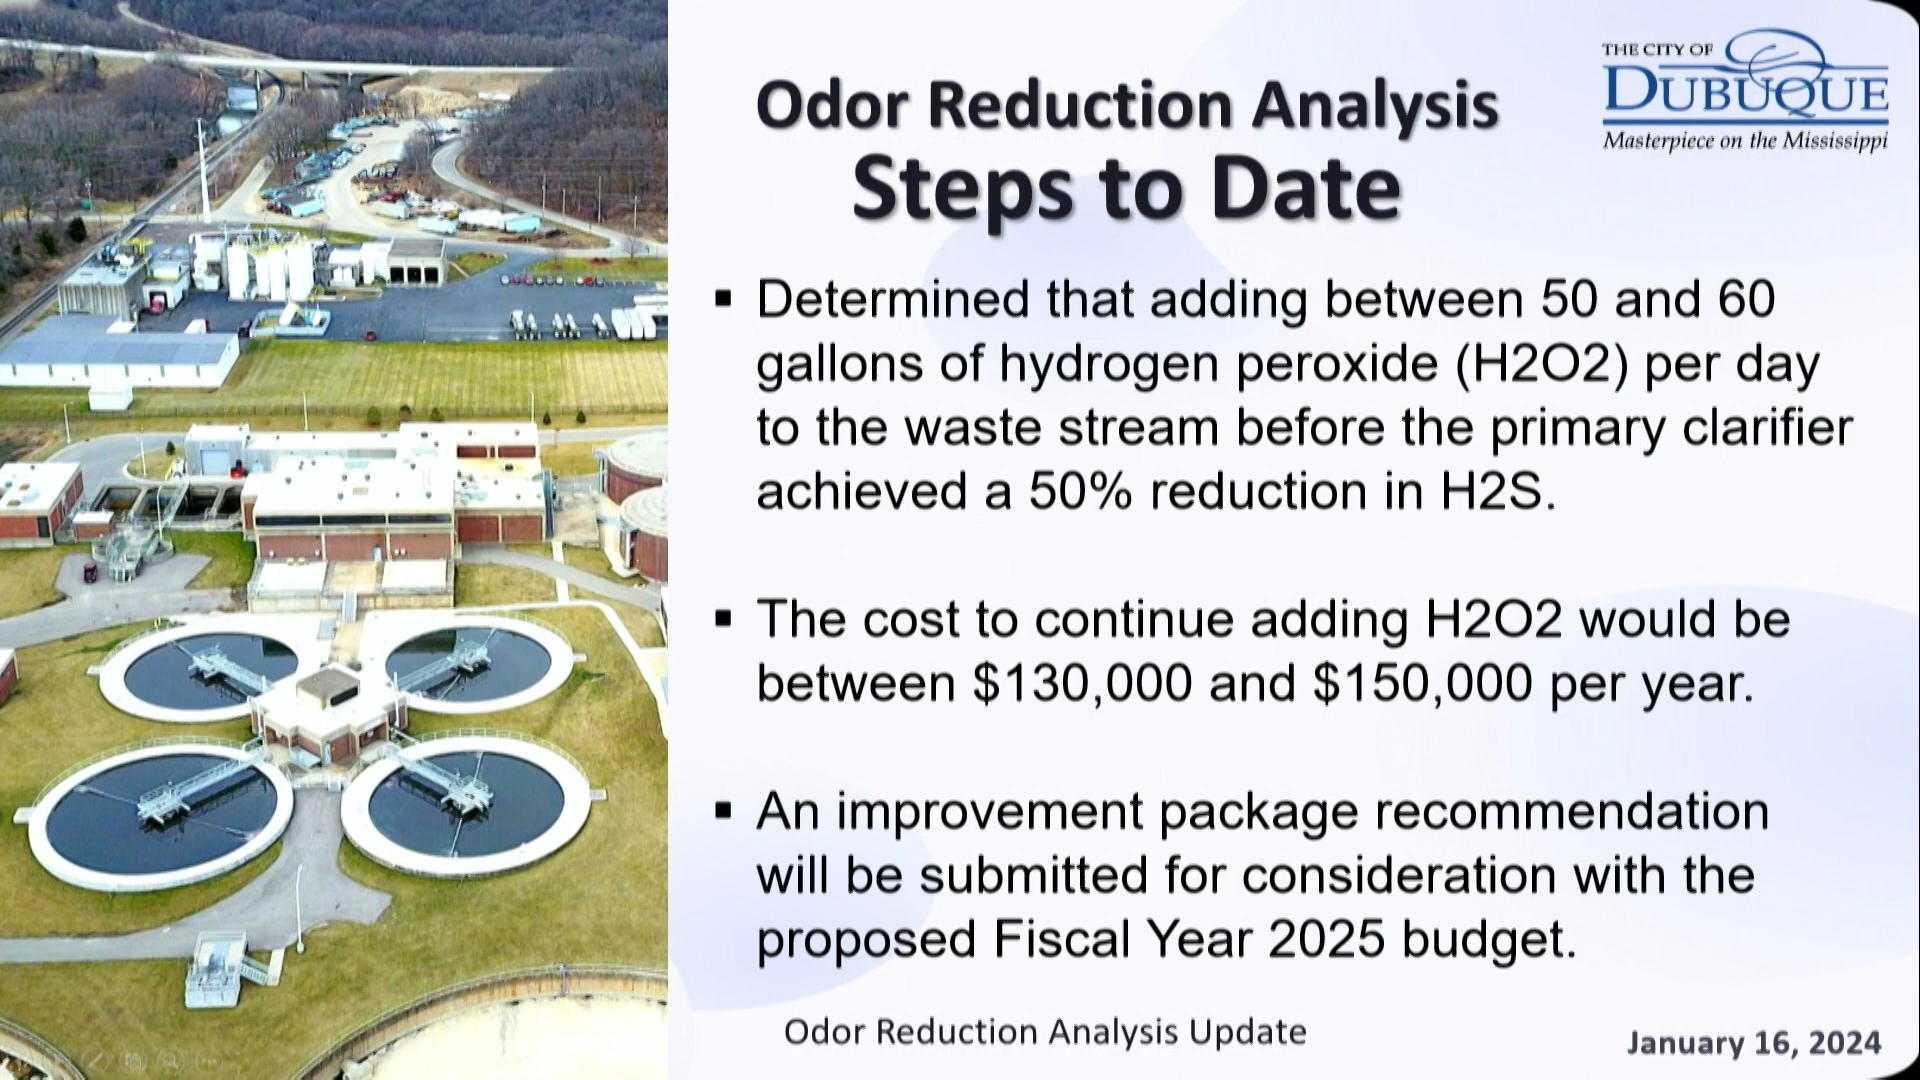 THE CITY OF
DUBUQUE
Masterpiece on the Mississippi
Odor Reduction Analysis
Steps to Date
▪ Determined that adding between 50 and 60
gallons of hydrogen peroxide (H2O2) per day
to the waste stream before the primary clarifier
achieved a 50% reduction in H2S.
▪ The cost to continue adding H2O2 would be
between $130,000 and $150,000 per year.
▪ An improvement package recommendation
will be submitted for consideration with the
proposed Fiscal Year 2025 budget.
Odor Reduction Analysis Update
January 16, 2024